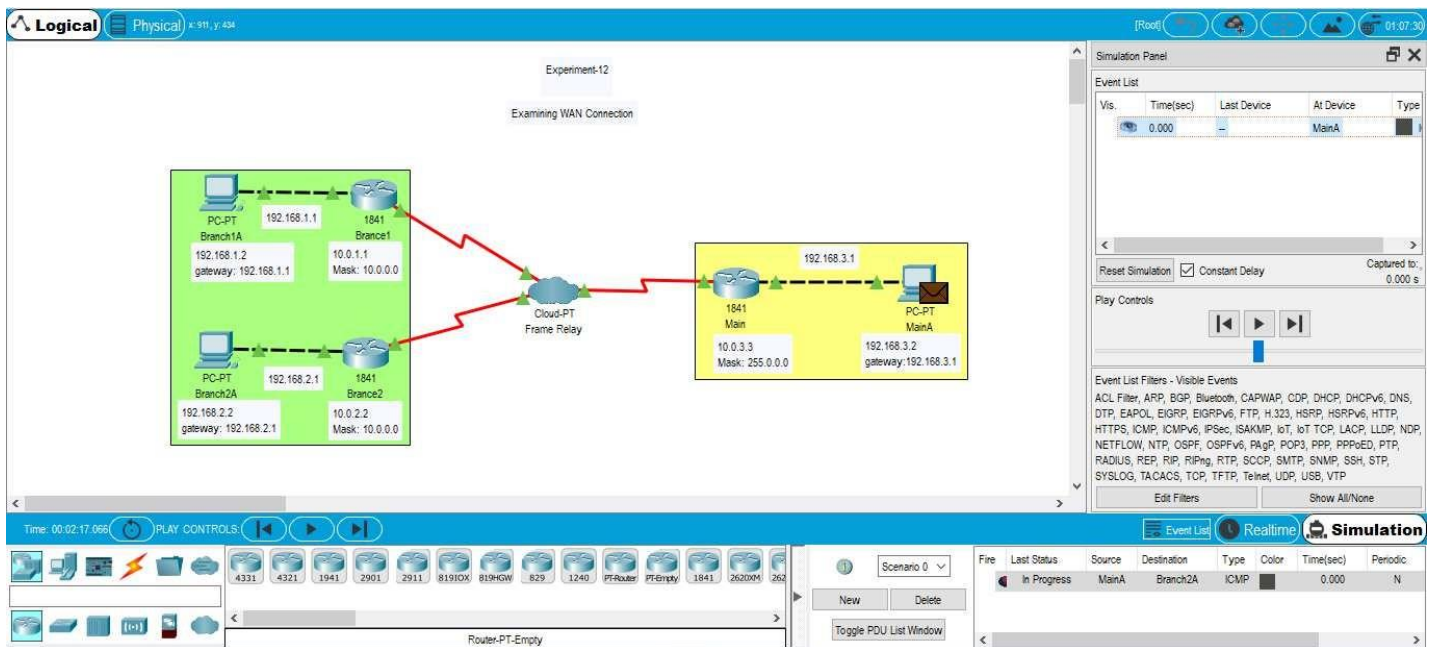 Logical Physical x: 911, y: 434 [Root] 01:07:30
Experiment-12
Examining WAN Connection
PC-PT
Branch1A
192.168.1.1
1841
Brance1
192.168.1.2
gateway: 192.168.1.1
10.0.1.1
Mask: 10.0.0.0
PC-PT
Branch2A
192.168.2.1
1841
Brance2
192.168.2.2
gateway: 192.168.2.1
10.0.2.2
Mask: 10.0.0.0
Cloud-PT
Frame Relay
192.168.3.1
1841
Main
PC-PT
MainA
10.0.3.3
Mask: 255.0.0.0
192.168.3.2
gateway:192.168.3.1
Simulation Panel
Event List
Vis. Time(sec) Last Device At Device Type
0.000 -- MainA
Reset Simulation Constant Delay Captured to:
0.000 s
Play Controls
Event List Filters - Visible Events
ACL Filter, ARP, BGP, Bluetooth, CAPWAP, CDP, DHCP, DHCPv6, DNS,
DTP, EAPOL, EIGRP, EIGRPv6, FTP, H.323, HSRP, HSRPv6, HTTP,
HTTPS, ICMP, ICMPv6, IPSec, ISAKMP, IoT, IoT TCP, LACP, LLDP, NDP,
NETFLOW, NTP, OSPF, OSPFv6, PAgP, POP3, PPP, PPPoED, PTP,
RADIUS, REP, RIP, RIPng, RTP, SCCP, SMTP, SNMP, SSH, STP,
SYSLOG, TACACS, TCP, TFTP, Telnet, UDP, USB, VTP
Edit Filters Show All/None
Time: 00:02:17.066 PLAY CONTROLS: Event List Realtime Simulation
4331 4321 1941 2901 2911 819IOX 819HGW 829 1240 PT-Router PT-Empty 1841 2620XM 262
Router-PT-Empty
Scenario 0
New Delete
Toggle PDU List Window
Fire Last Status Source Destination Type Color Time(sec) Periodic
In Progress MainA Branch2A ICMP 0.000 N